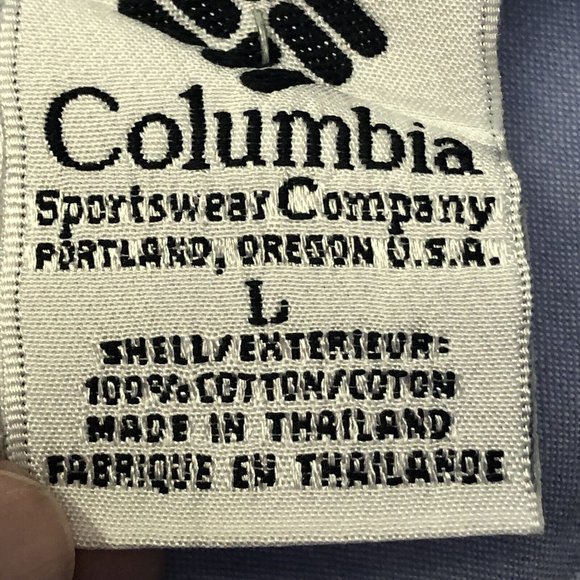 Columbia
Sportswear Company
PORTLAND, OREGON U.S.A.
L
SHELL/EXTERIEUR:
100% COTTON/COTON
MADE IN THAILAND
FABRIQUE EN THAILANDE